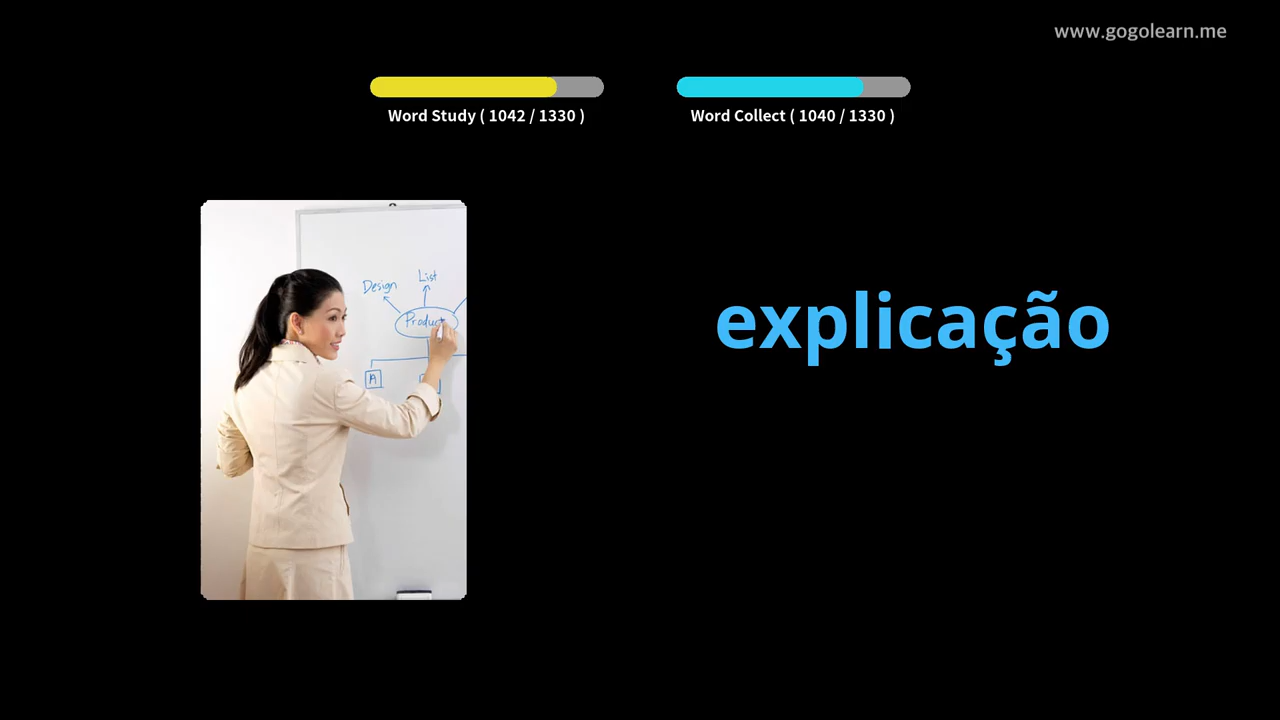 www.gogolearn.me
Word Study ( 1042 / 1330 )
Word Collect ( 1040 / 1330 )
List
Design
Product
explicação
A